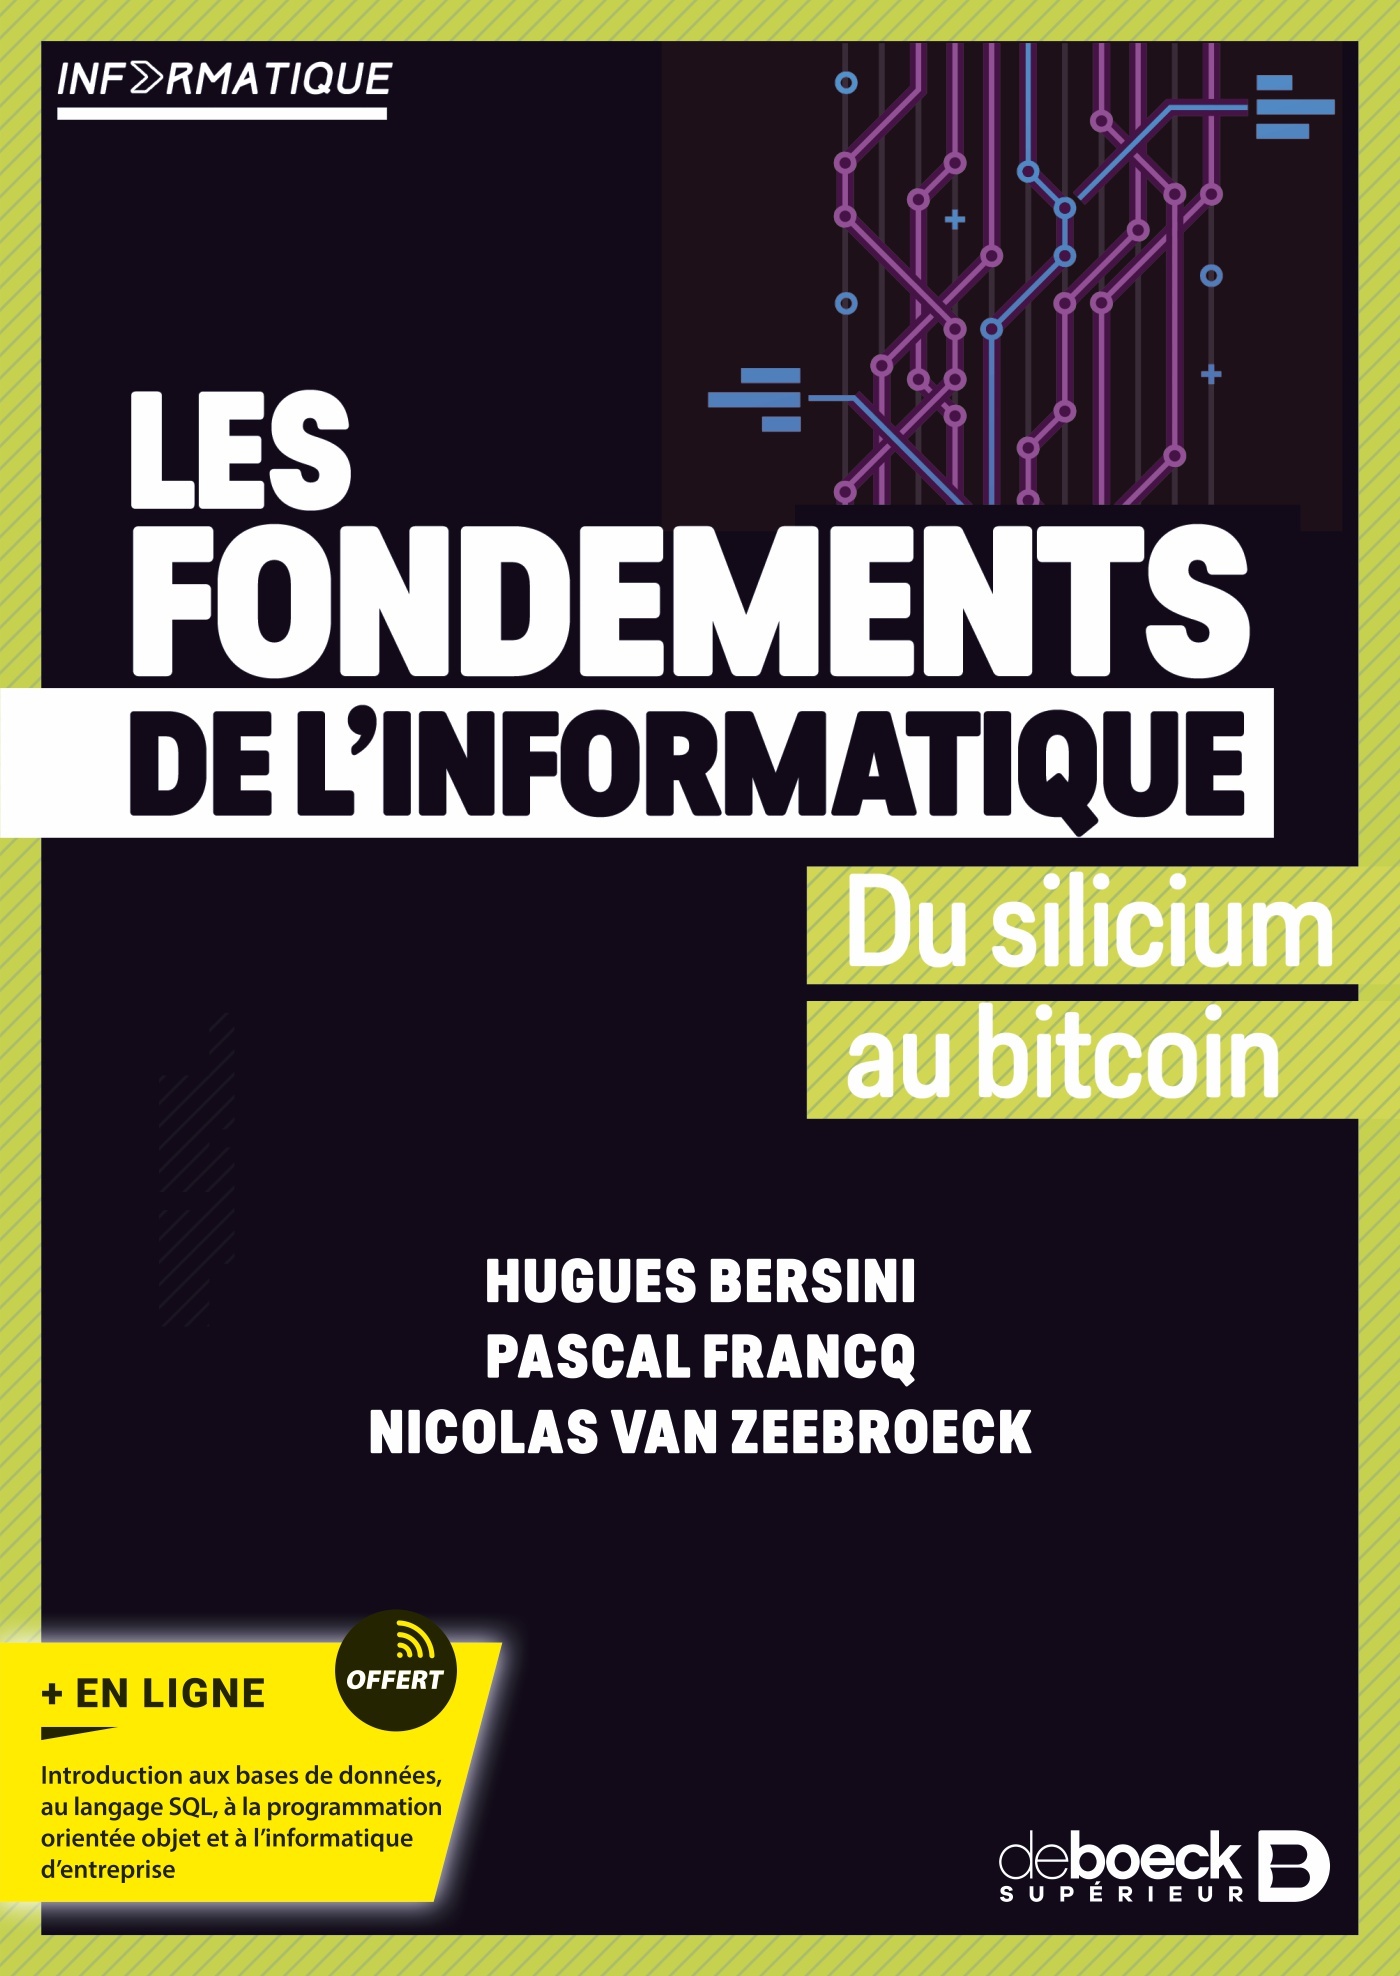 INFORMATIQUE
LES
FONDEMENTS
DE L'INFORMATIQUE
Du silicium
au bitcoin
HUGUES BERSINI
PASCAL FRANCQ
NICOLAS VAN ZEEBROECK
OFFERT
+ EN LIGNE
Introduction aux bases de données,
au langage SQL, à la programmation
orientée objet et à l'informatique
d'entreprise
deboeck B
SUPÉRIEUR